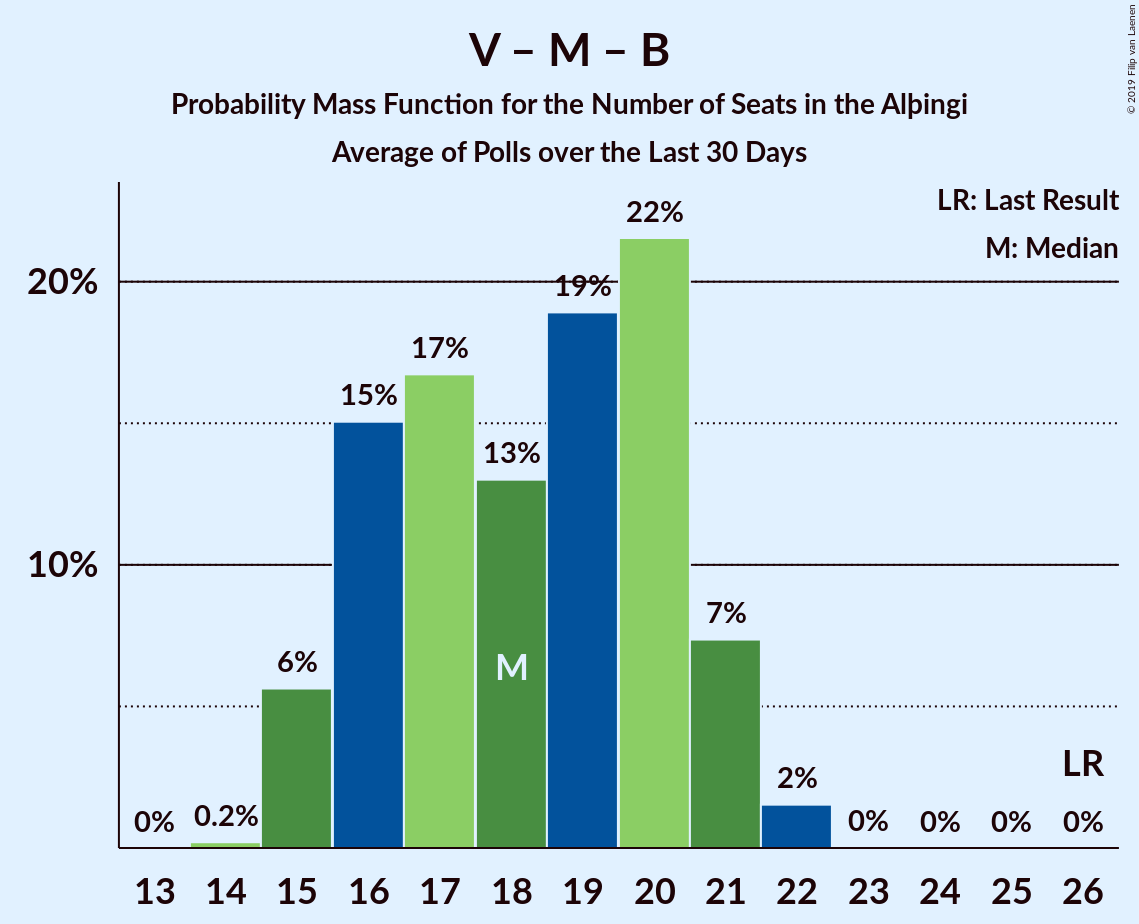 V – M – B
Probability Mass Function for the Number of Seats in the Alþingi
Average of Polls over the Last 30 Days
© 2019 Filip van Laenen
LR: Last Result
M: Median
20%
10%
0%
0.2%
6%
15%
17%
13%
19%
22%
7%
2%
0%
0%
0%
0%
M
LR
13 14 15 16 17 18 19 20 21 22 23 24 25 26